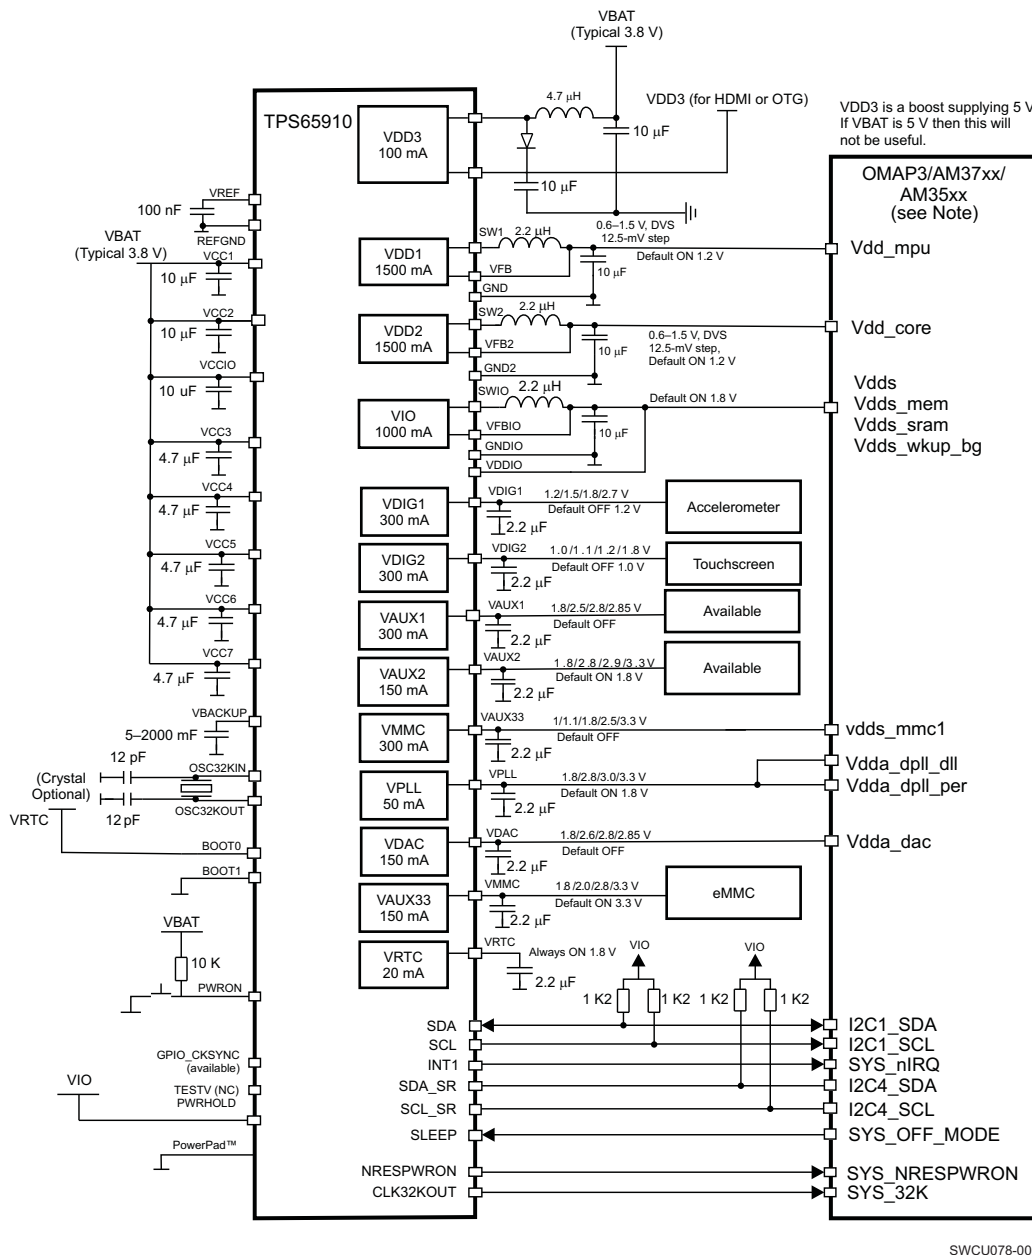 VBAT
(Typical 3.8 V)
4.7 µH
VDD3 (for HDMI or OTG)
VDD3 is a boost supplying 5 V
If VBAT is 5 V then this will
not be useful.
TPS65910
VDD3
100 mA
10 µF
10 µF
OMAP3/AM37xx/
AM35xx
(see Note)
VREF
100 nF
REFGND
VBAT
(Typical 3.8 V)
VCC1
10 µF
VCC2
10 µF
VCCIO
10 uF
VCC3
4.7 µF
VCC4
4.7 µF
VCC5
4.7 µF
VCC6
4.7 µF
VCC7
4.7 µF
VBACKUP
5–2000 mF
12 pF
OSC32KIN
(Crystal
Optional)
OSC32KOUT
12 pF
VRTC
BOOT0
BOOT1
VBAT
10 K
PWRON
GPIO_CKSYNC
(available)
VIO
TESTV (NC)
PWRHOLD
PowerPad™
VDD1
1500 mA
SW1
2.2 µH
0.6–1.5 V, DVS
12.5-mV step
Default ON 1.2 V
VFB
10 µF
GND
Vdd_mpu
VDD2
1500 mA
SW2
2.2 µH
VFB2
10 µF
0.6–1.5 V, DVS
12.5-mV step,
Default ON 1.2 V
GND2
Vdd_core
VIO
1000 mA
SWIO
2.2 µH
Default ON 1.8 V
VFBIO
10 µF
GNDIO
VDDIO
Vdds
Vdds_mem
Vdds_sram
Vdds_wkup_bg
VDIG1
300 mA
VDIG1
1.2/1.5/1.8/2.7 V
Default OFF 1.2 V
2.2 µF
Accelerometer
VDIG2
300 mA
VDIG2
1.0/1.1/1.2/1.8 V
Default OFF 1.0 V
2.2 µF
Touchscreen
VAUX1
300 mA
VAUX1
1.8/2.5/2.8/2.85 V
Default OFF
2.2 µF
Available
VAUX2
150 mA
VAUX2
1.8/2.8/2.9/3.3V
Default ON 1.8 V
2.2 µF
Available
VMMC
300 mA
VAUX33
1/1.1/1.8/2.5/3.3 V
Default OFF
2.2 µF
vdds_mmc1
VPLL
50 mA
VPLL
1.8/2.8/3.0/3.3 V
Default ON 1.8 V
2.2 µF
Vdda_dpll_dll
Vdda_dpll_per
VDAC
150 mA
VDAC
1.8/2.6/2.8/2.85 V
Default OFF
2.2 µF
Vdda_dac
VAUX33
150 mA
VMMC
1.8/2.0/2.8/3.3 V
Default ON 3.3 V
2.2 µF
eMMC
VRTC
20 mA
VRTC
Always ON 1.8 V
2.2 µF
VIO
VIO
1 K2
1 K2
1 K2
1 K2
SDA
I2C1_SDA
SCL
I2C1_SCL
INT1
SYS_nIRQ
SDA_SR
I2C4_SDA
SCL_SR
I2C4_SCL
SLEEP
SYS_OFF_MODE
NRESPWRON
SYS_NRESPWRON
CLK32KOUT
SYS_32K
SWCU078-00